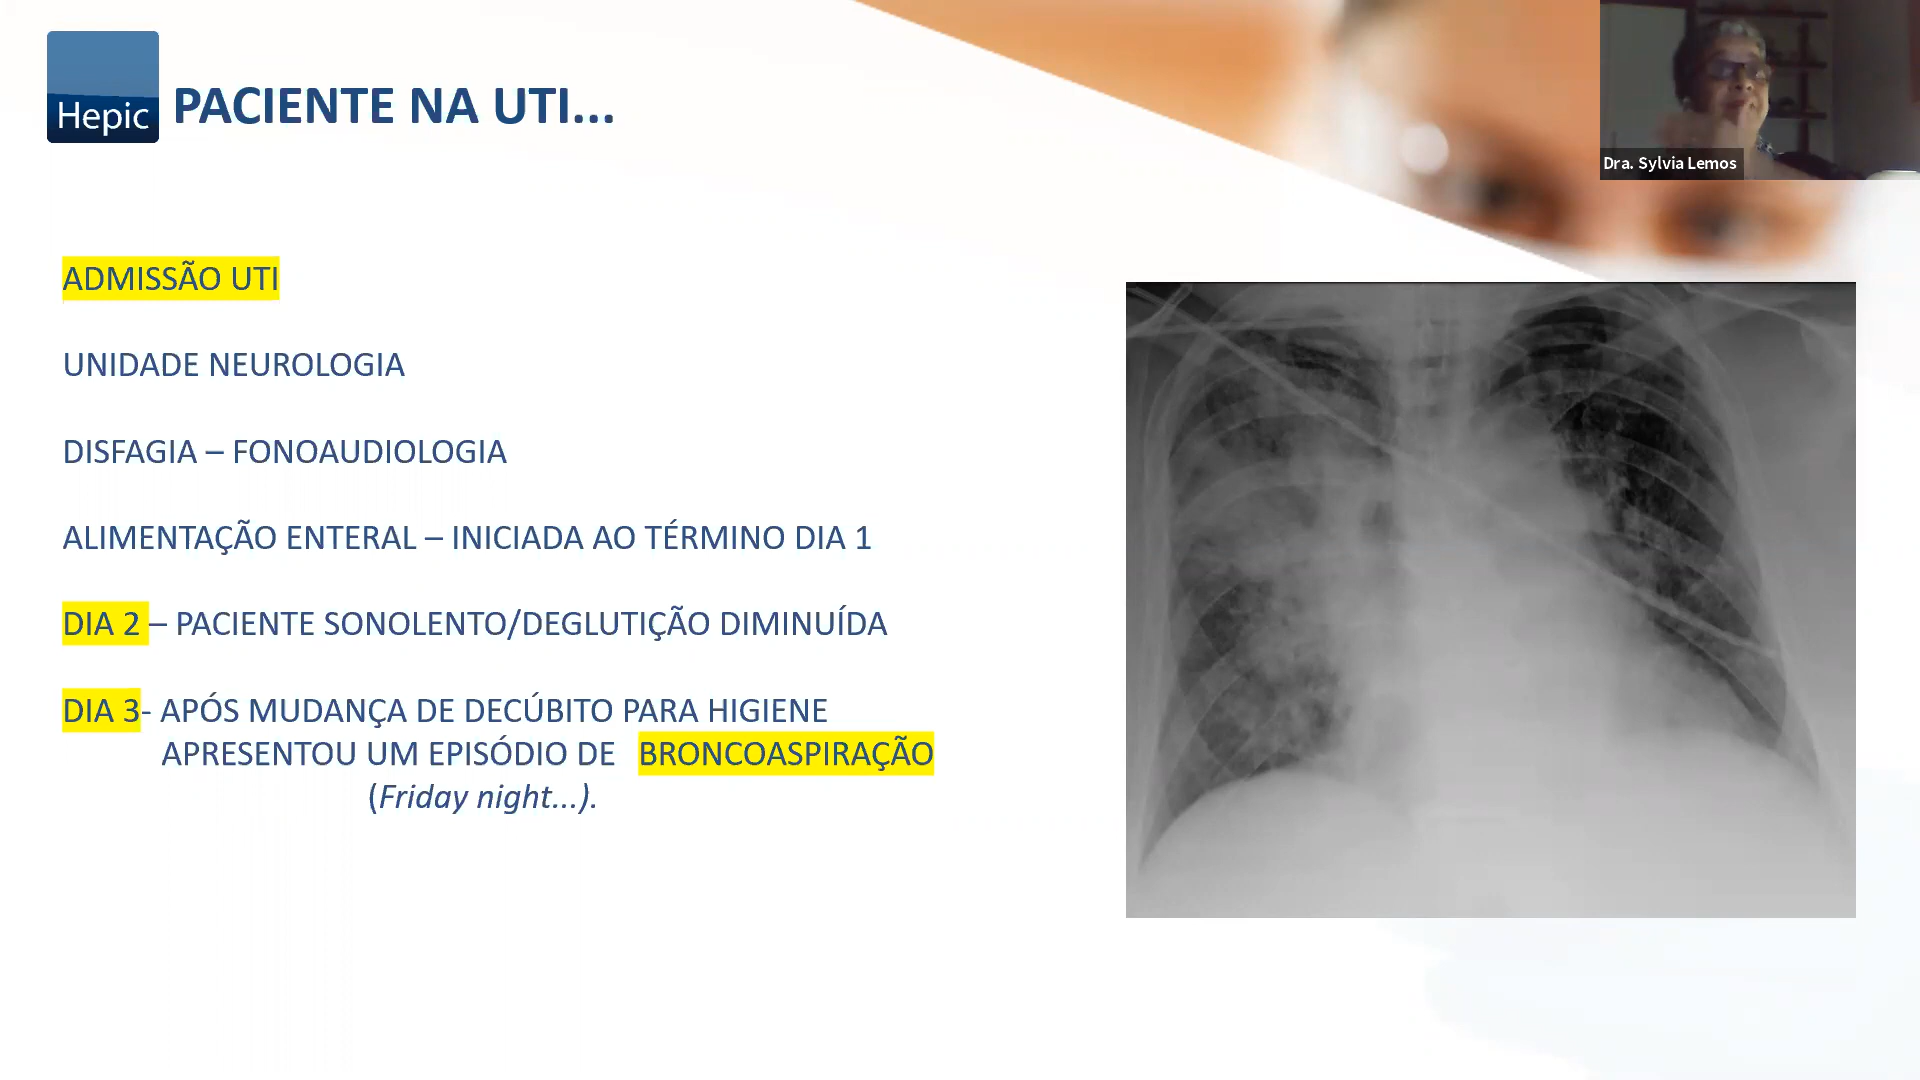 Hepic
PACIENTE NA UTI...
Dra. Sylvia Lemos
ADMISSÃO UTI
UNIDADE NEUROLOGIA
DISFAGIA – FONOAUDIOLOGIA
ALIMENTAÇÃO ENTERAL – INICIADA AO TÉRMINO DIA 1
DIA 2 – PACIENTE SONOLENTO/DEGLUTIÇÃO DIMINUÍDA
DIA 3- APÓS MUDANÇA DE DECÚBITO PARA HIGIENE
APRESENTOU UM EPISÓDIO DE BRONCOASPIRAÇÃO
(Friday night...).